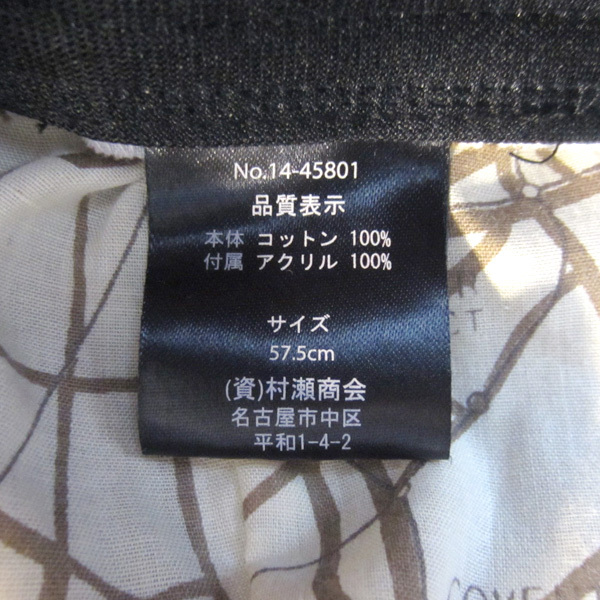 No.14-45801
品質表示
本体 コットン 100%
付属 アクリル 100%
サイズ
57.5cm
(資)村瀬商会
名古屋市中区
平和1-4-2
CT